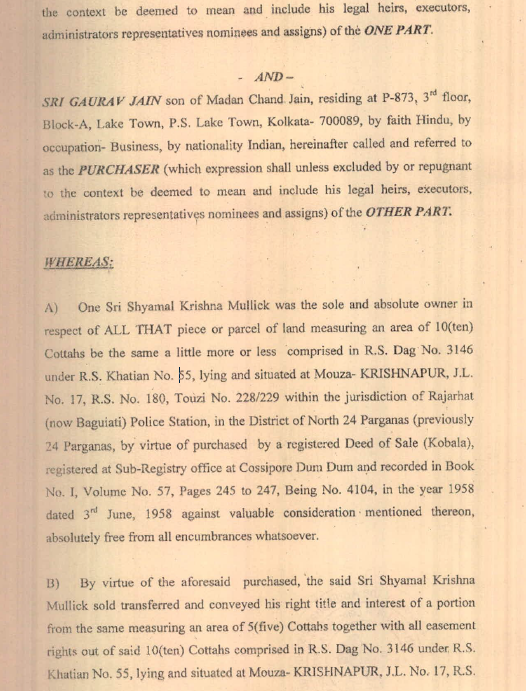 the context be deemed to mean and include his legal heirs, executors,
administrators representatives nominees and assigns) of the ONE PART.
- AND –
SRI GAURAV JAIN son of Madan Chand Jain, residing at P-873, 3rd floor,
Block-A, Lake Town, P.S. Lake Town, Kolkata- 700089, by faith Hindu, by
occupation- Business, by nationality Indian, hereinafter called and referred to
as the PURCHASER (which expression shall unless excluded by or repugnant
to the context be deemed to mean and include his legal heirs, executors,
administrators representatives nominees and assigns) of the OTHER PART.
WHEREAS:
A) One Sri Shyamal Krishna Mullick was the sole and absolute owner in
respect of ALL THAT piece or parcel of land measuring an area of 10(ten)
Cottahs be the same a little more or less comprised in R.S. Dag No. 3146
under R.S. Khatian No. 55, lying and situated at Mouza- KRISHNAPUR, J.L.
No. 17, R.S. No. 180, Touzi No. 228/229 within the jurisdiction of Rajarhat
(now Baguiati) Police Station, in the District of North 24 Parganas (previously
24 Parganas, by virtue of purchased by a registered Deed of Sale (Kobala),
registered at Sub-Registry office at Cossipore Dum Dum and recorded in Book
No. I, Volume No. 57, Pages 245 to 247, Being No. 4104, in the year 1958
dated 3rd June, 1958 against valuable consideration mentioned thereon,
absolutely free from all encumbrances whatsoever.
B) By virtue of the aforesaid purchased, the said Sri Shyamal Krishna
Mullick sold transferred and conveyed his right title and interest of a portion
from the same measuring an area of 5(five) Cottahs together with all easement
rights out of said 10(ten) Cottahs comprised in R.S. Dag No. 3146 under R.S.
Khatian No. 55, lying and situated at Mouza- KRISHNAPUR, J.L. No. 17, R.S.